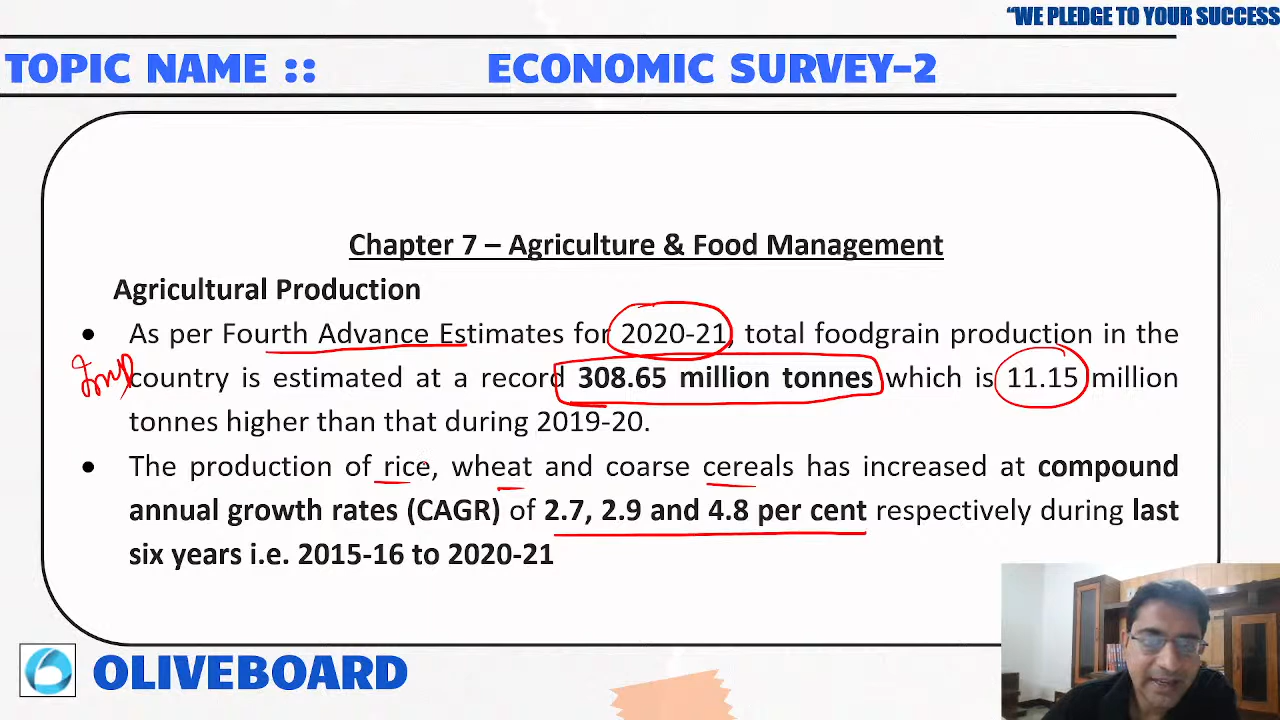 “WE PLEDGE TO YOUR SUCCESS
TOPIC NAME :: ECONOMIC SURVEY-2
Chapter 7 – Agriculture & Food Management
Agricultural Production
• As per Fourth Advance Estimates for 2020-21, total foodgrain production in the
Imp country is estimated at a record 308.65 million tonnes which is 11.15 million
tonnes higher than that during 2019-20.
• The production of rice, wheat and coarse cereals has increased at compound
annual growth rates (CAGR) of 2.7, 2.9 and 4.8 per cent respectively during last
six years i.e. 2015-16 to 2020-21
OLIVEBOARD